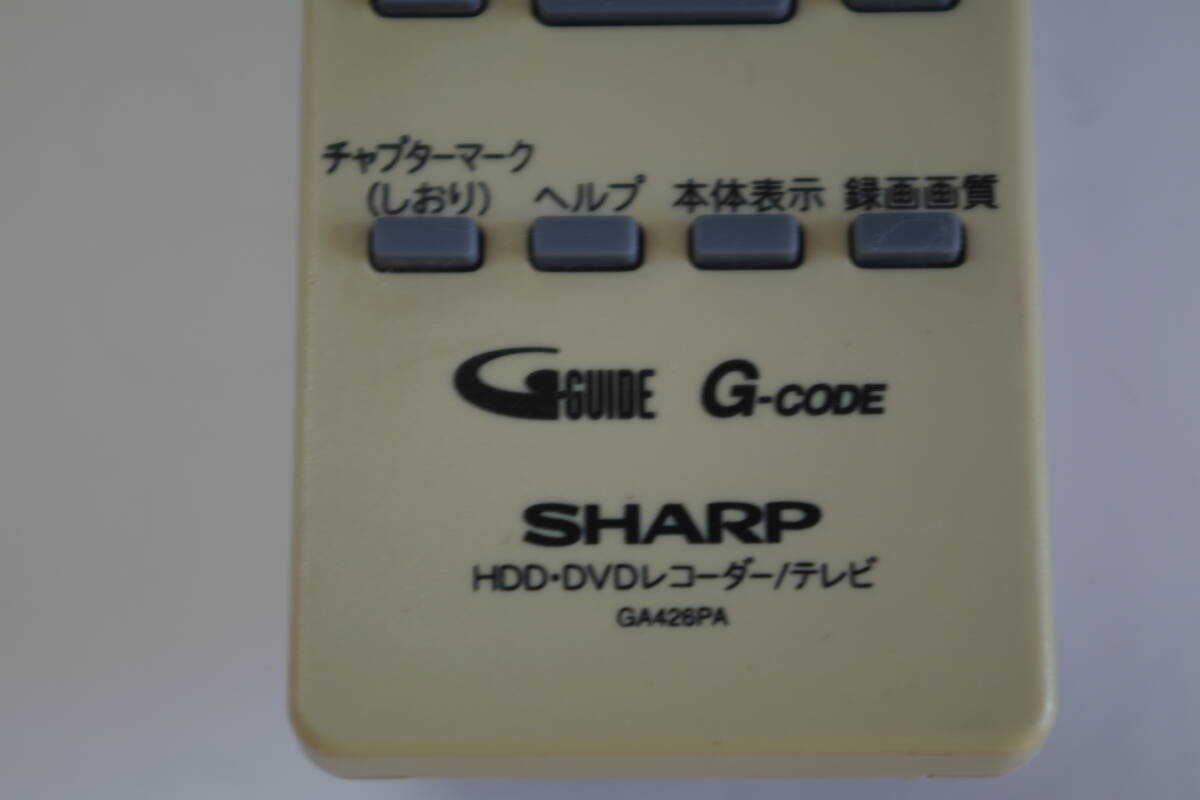 チャプターマーク
(しおり) ヘルプ 本体表示 録画画質
G-GUIDE G-CODE
SHARP
HDD・DVDレコーダー/テレビ
GA426PA